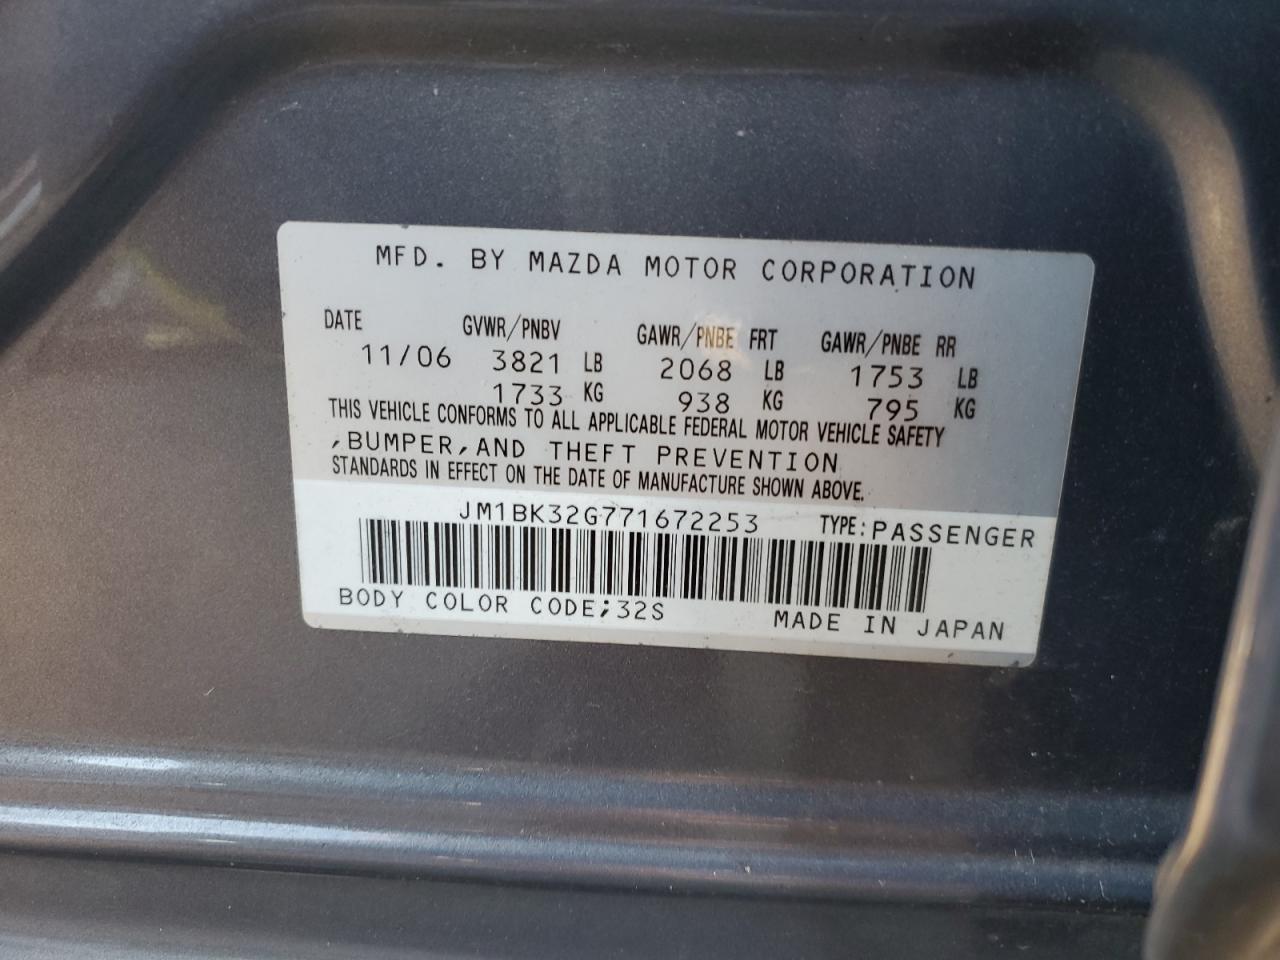 MFD. BY MAZDA MOTOR CORPORATION
DATE GVWR/PNBV GAWR/PNBE FRT GAWR/PNBE RR
11/06 3821 LB 2068 LB 1753 LB
1733 KG 938 KG 795 KG
THIS VEHICLE CONFORMS TO ALL APPLICABLE FEDERAL MOTOR VEHICLE SAFETY
,BUMPER,AND THEFT PREVENTION
STANDARDS IN EFFECT ON THE DATE OF MANUFACTURE SHOWN ABOVE.
JM1BK32G771672253 TYPE:PASSENGER
BODY COLOR CODE;32S MADE IN JAPAN